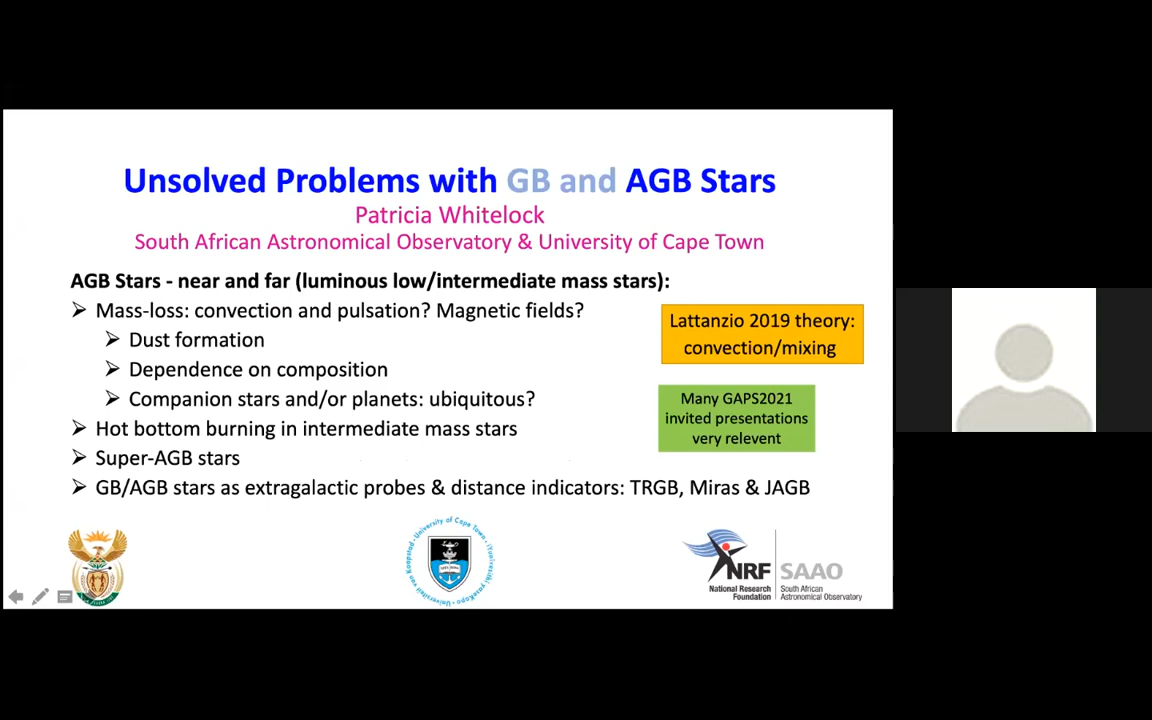 Unsolved Problems with GB and AGB Stars
Patricia Whitelock
South African Astronomical Observatory & University of Cape Town
AGB Stars - near and far (luminous low/intermediate mass stars):
➢ Mass-loss: convection and pulsation? Magnetic fields?
➢ Dust formation
➢ Dependence on composition
➢ Companion stars and/or planets: ubiquitous?
➢ Hot bottom burning in intermediate mass stars
➢ Super-AGB stars
➢ GB/AGB stars as extragalactic probes & distance indicators: TRGB, Miras & JAGB
Lattanzio 2019 theory:
convection/mixing
Many GAPS2021
invited presentations
very relevent
University of Cape Town
NRF
National Research
Foundation
SAAO
South African
Astronomical Observatory